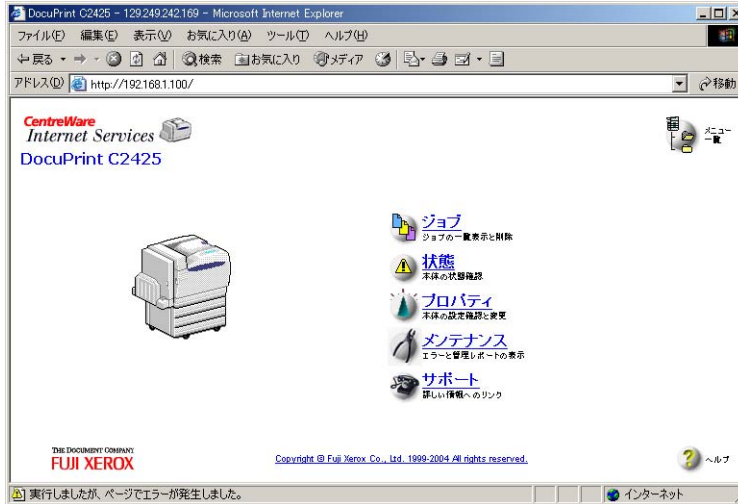 DocuPrint C2425 - 129.249.242.169 - Microsoft Internet Explorer
ファイル(F) 編集(E) 表示(V) お気に入り(A) ツール(T) ヘルプ(H)
戻る 検索 お気に入り メディア
アドレス(D) http://192.168.1.100/ 移動
CentreWare
Internet Services
DocuPrint C2425
メニュー
一覧
ジョブ
ジョブの一覧表示と削除
状態
本体の状態確認
プロパティ
本体の設定確認と変更
メンテナンス
エラーと管理レポートの表示
サポート
詳しい情報へのリンク
THE DOCUMENT COMPANY
FUJI XEROX
Copyright © Fuji Xerox Co., Ltd. 1999-2004 All rights reserved.
ヘルプ
実行しましたが、ページでエラーが発生しました。
インターネット